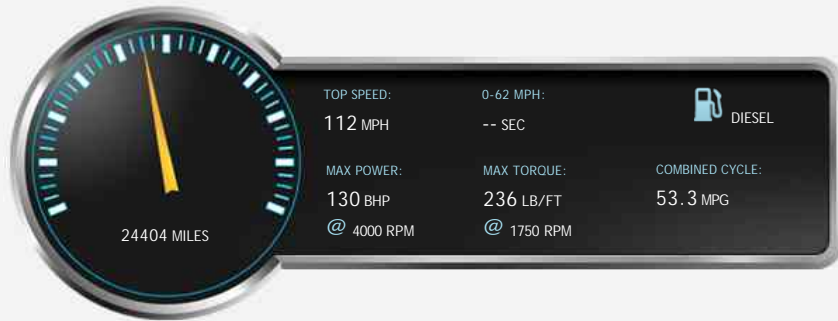 24404 MILES
TOP SPEED:
112 MPH
0-62 MPH:
-- SEC
DIESEL
MAX POWER:
130 BHP
@ 4000 RPM
MAX TORQUE:
236 LB/FT
@ 1750 RPM
COMBINED CYCLE:
53.3 MPG